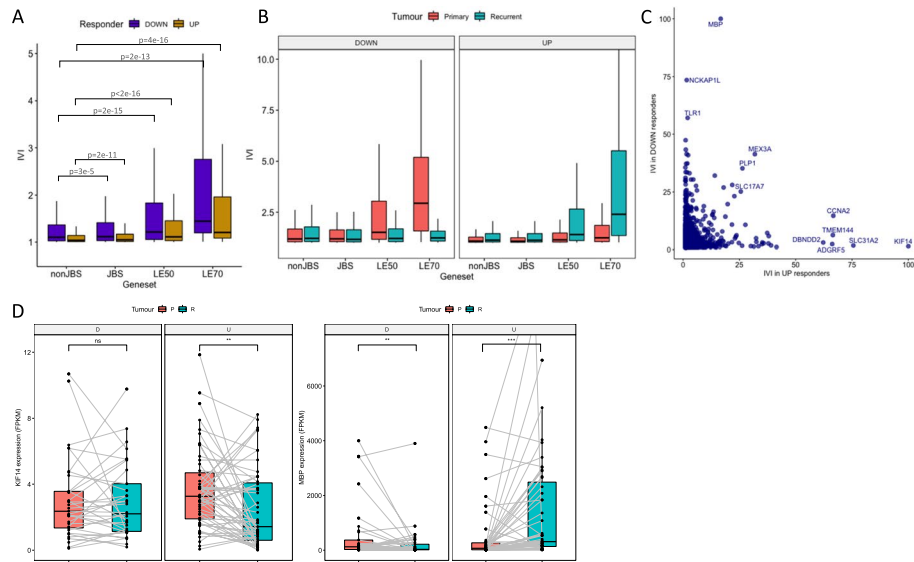 A
Responder DOWN UP
p=4e-16
p=2e-13
p<2e-16
p=2e-15
p=2e-11
p=3e-5
IVI
5
4
3
2
1
nonJBS JBS LE50 LE70
Geneset
B
Tumour Primary Recurrent
DOWN UP
IVI
10.0
7.5
5.0
2.5
nonJBS JBS LE50 LE70 nonJBS JBS LE50 LE70
Geneset
C
IVI in DOWN responders
100
75
50
25
0
MBP
NCKAP1L
TLR1
MEX3A
PLP1
SLC17A7
CCNA2
TMEM144
DBNDD2
SLC31A2
KIF14
ADGRF5
0 25 50 75 100
IVI in UP responders
D
Tumour P R
D U
ns **
KIF14 expression (FPKM)
12
8
4
0
Tumour P R
D U
** ***
MBP expression (FPKM)
6000
4000
2000
0